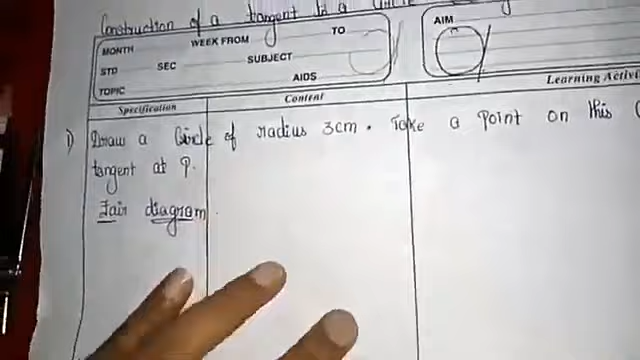 Construction of a tangent to a
MONTH
WEEK FROM
TO
AIM
STD
SEC
SUBJECT
TOPIC
AIDS
Learning Activi
Specification
Content
1) Draw a Circle of radius 3cm. Take a point on this
tangent at P.
Fair diagram